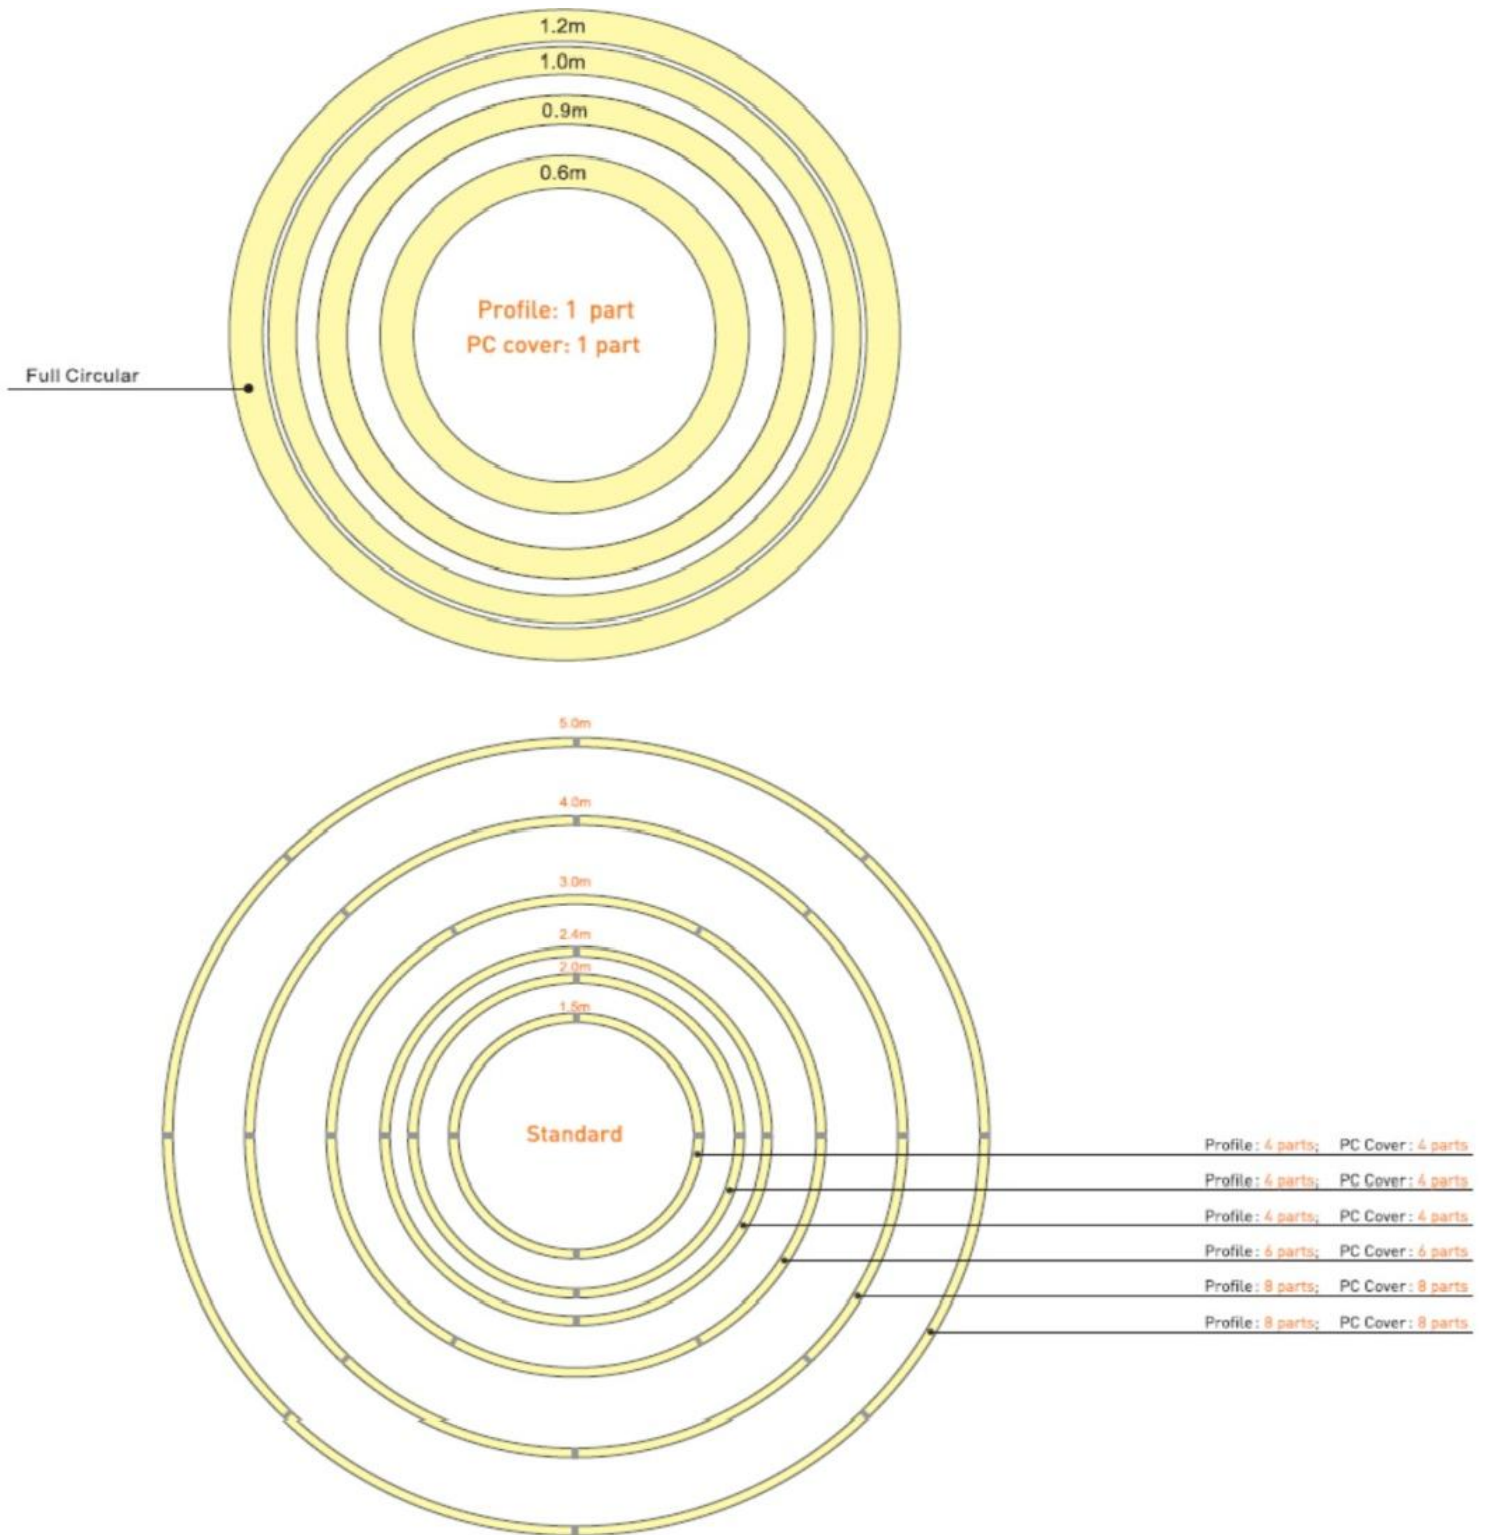 1.2m
1.0m
0.9m
0.6m
Profile: 1 part
PC cover: 1 part
Full Circular
5.0m
4.0m
3.0m
2.4m
2.0m
1.5m
Standard
Profile: 4 parts; PC Cover: 4 parts
Profile: 4 parts; PC Cover: 4 parts
Profile: 4 parts; PC Cover: 4 parts
Profile: 6 parts; PC Cover: 6 parts
Profile: 8 parts; PC Cover: 8 parts
Profile: 8 parts; PC Cover: 8 parts